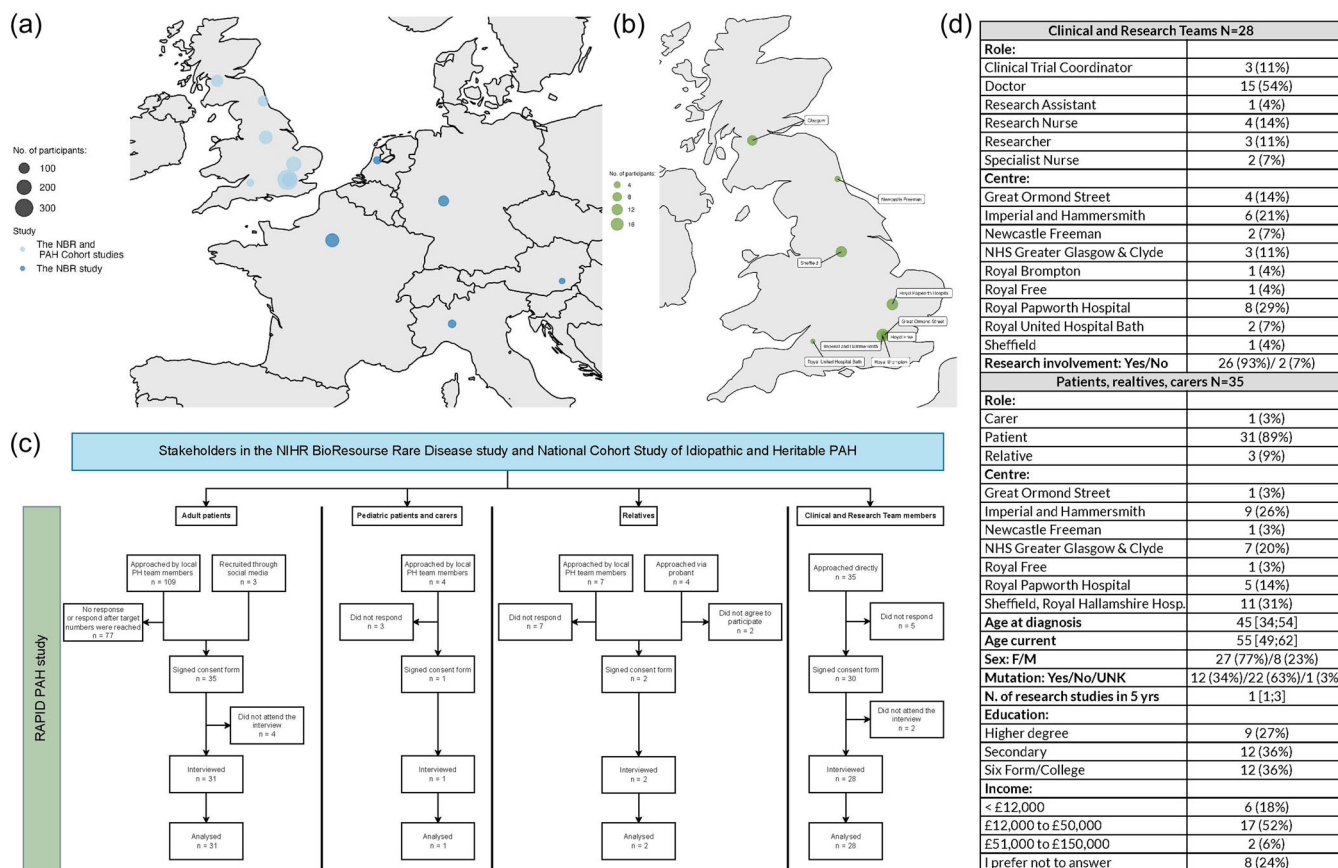 (a)
No. of participants:
100
200
300
Study
The NBR and
PAH Cohort studies
The NBR study
(b)
No. of participants:
4
8
12
16
Glasgow
Newcastle Freeman
Sheffield
Royal Papworth Hospital
Great Ormond Street
Royal Free
Imperial and Hammersmith
Royal United Hospital Bath
Royal Brompton
(c)
Stakeholders in the NIHR BioResourse Rare Disease study and National Cohort Study of Idiopathic and Heritable PAH
RAPID PAH study
Adult patients
Approached by local
PH team members
n = 109
Recruited through
social media
n = 3
No response
or respond after target
numbers were reached
n = 77
Signed consent form
n = 35
Did not attend the
interview
n = 4
Interviewed
n = 31
Analysed
n = 31
Pediatric patients and carers
Approached by local
PH team members
n = 4
Did not respond
n = 3
Signed consent form
n = 1
Interviewed
n = 1
Analysed
n = 1
Relatives
Approached by local
PH team members
n = 7
Approached via
probant
n = 4
Did not respond
n = 7
Did not agree to
participate
n = 2
Signed consent form
n = 2
Interviewed
n = 2
Analysed
n = 2
Clinical and Research Team members
Approached directly
n = 35
Did not respond
n = 5
Signed consent form
n = 30
Did not attend the
interview
n = 2
Interviewed
n = 28
Analysed
n = 28
(d)
Clinical and Research Teams N=28
Role:
Clinical Trial Coordinator 3 (11%)
Doctor 15 (54%)
Research Assistant 1 (4%)
Research Nurse 4 (14%)
Researcher 3 (11%)
Specialist Nurse 2 (7%)
Centre:
Great Ormond Street 4 (14%)
Imperial and Hammersmith 6 (21%)
Newcastle Freeman 2 (7%)
NHS Greater Glasgow & Clyde 3 (11%)
Royal Brompton 1 (4%)
Royal Free 1 (4%)
Royal Papworth Hospital 8 (29%)
Royal United Hospital Bath 2 (7%)
Sheffield 1 (4%)
Research involvement: Yes/No 26 (93%)/ 2 (7%)
Patients, realtives, carers N=35
Role:
Carer 1 (3%)
Patient 31 (89%)
Relative 3 (9%)
Centre:
Great Ormond Street 1 (3%)
Imperial and Hammersmith 9 (26%)
Newcastle Freeman 1 (3%)
NHS Greater Glasgow & Clyde 7 (20%)
Royal Free 1 (3%)
Royal Papworth Hospital 5 (14%)
Sheffield, Royal Hallamshire Hosp. 11 (31%)
Age at diagnosis 45 [34;54]
Age current 55 [49;62]
Sex: F/M 27 (77%)/8 (23%)
Mutation: Yes/No/UNK 12 (34%)/22 (63%)/1 (3%
N. of research studies in 5 yrs 1 [1;3]
Education:
Higher degree 9 (27%)
Secondary 12 (36%)
Six Form/College 12 (36%)
Income:
< £12,000 6 (18%)
£12,000 to £50,000 17 (52%)
£51,000 to £150,000 2 (6%)
I prefer not to answer 8 (24%)